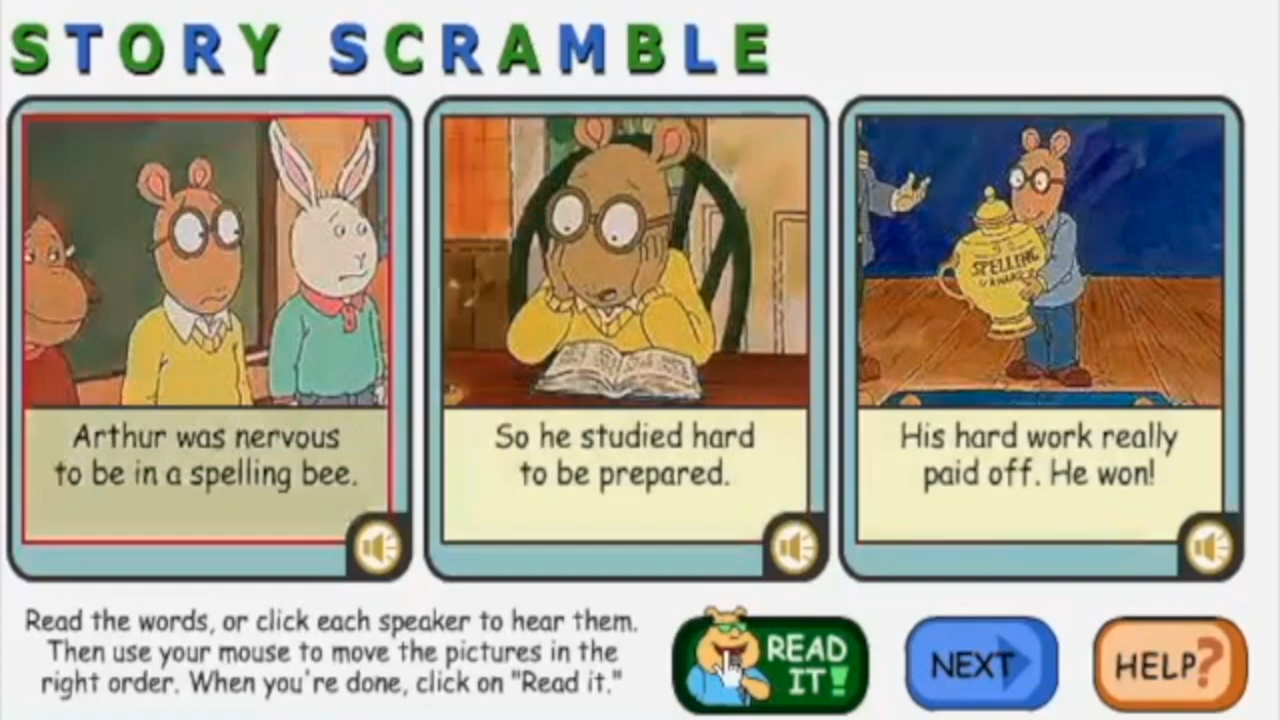 STORY SCRAMBLE
SPELLING
Arthur was nervous
to be in a spelling bee.
So he studied hard
to be prepared.
His hard work really
paid off. He won!
Read the words, or click each speaker to hear them.
Then use your mouse to move the pictures in the
right order. When you're done, click on "Read it."
READ
IT!
NEXT
HELP?